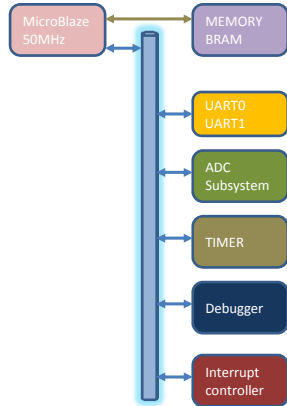 MicroBlaze
50MHz
MEMORY
BRAM
UART0
UART1
ADC
Subsystem
TIMER
Debugger
Interrupt
controller